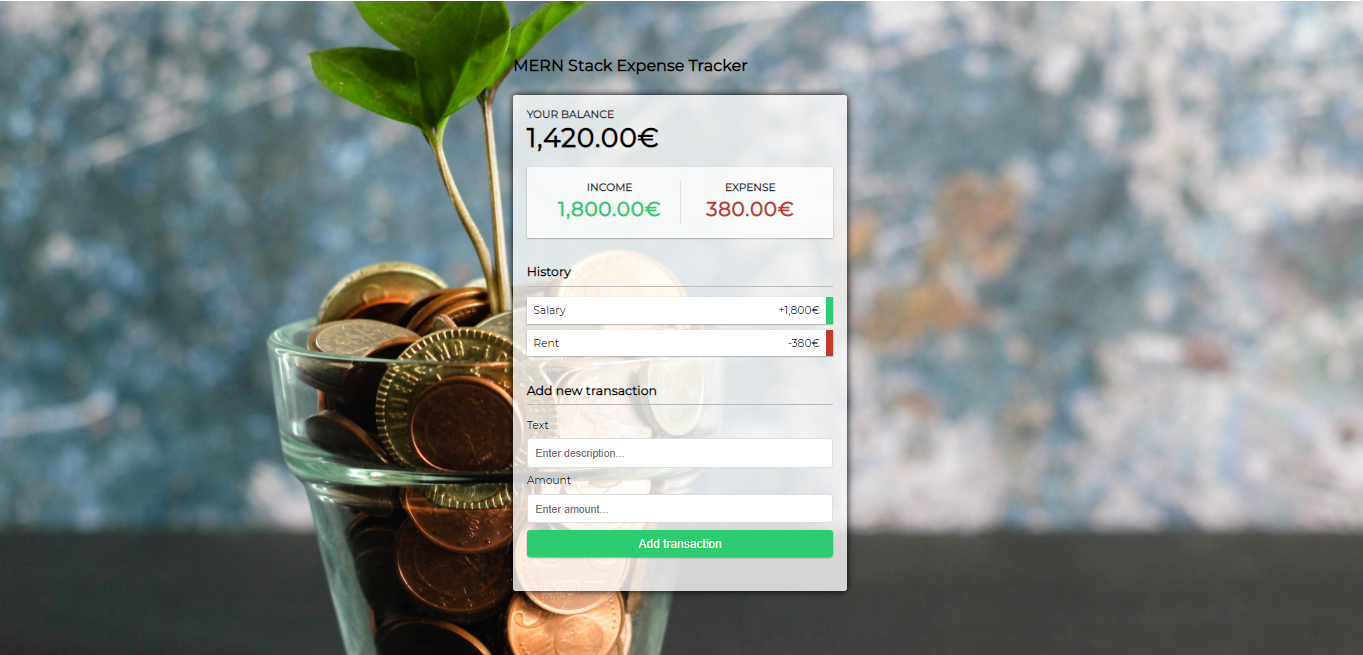 MERN Stack Expense Tracker
YOUR BALANCE
1,420.00€
INCOME
EXPENSE
1,800.00€
380.00€
History
Salary +1,800€
Rent -380€
Add new transaction
Text
Enter description...
Amount
Enter amount...
Add transaction